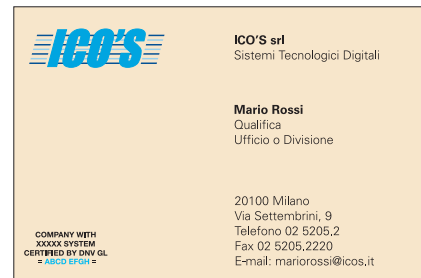 ICO'S
ICO'S srl
Sistemi Tecnologici Digitali
Mario Rossi
Qualifica
Ufficio o Divisione
20100 Milano
Via Settembrini, 9
Telefono 02 5205.2
Fax 02 5205.2220
E-mail: mariorossi@icos.it
COMPANY WITH
XXXXX SYSTEM
CERTIFIED BY DNV GL
= ABCD EFGH =